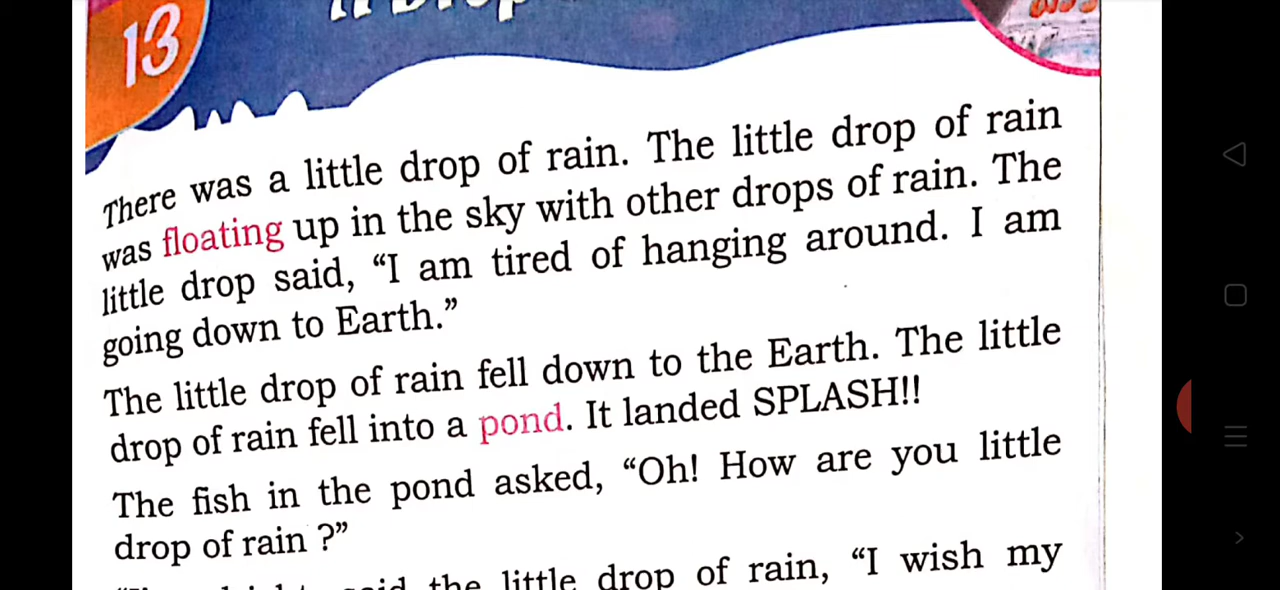 13
There was a little drop of rain. The little drop of rain
was floating up in the sky with other drops of rain. The
little drop said, “I am tired of hanging around. I am
going down to Earth.”
The little drop of rain fell down to the Earth. The little
drop of rain fell into a pond. It landed SPLASH!!
The fish in the pond asked, “Oh! How are you little
drop of rain ?”
said the little drop of rain, “I wish my